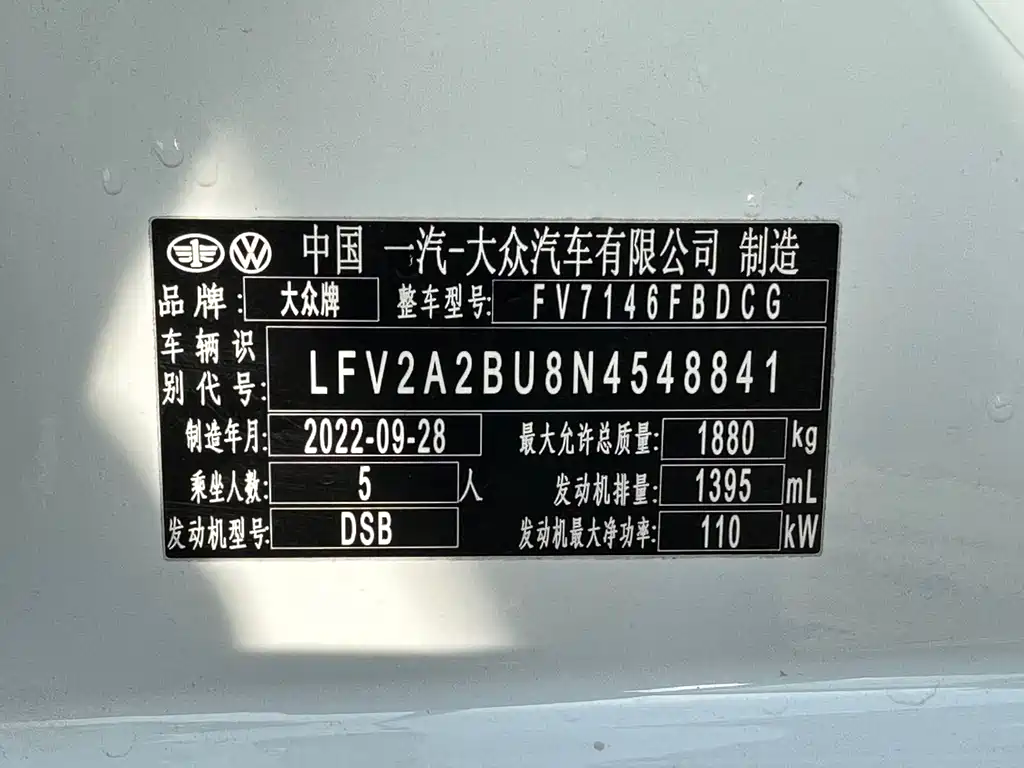 中国 一汽-大众汽车有限公司 制造
品牌: 大众牌 整车型号: FV7146FBDCG
车辆识
别代号: LFV2A2BU8N4548841
制造年月: 2022-09-28 最大允许总质量: 1880 kg
乘坐人数: 5 人 发动机排量: 1395 mL
发动机型号: DSB 发动机最大净功率: 110 kW